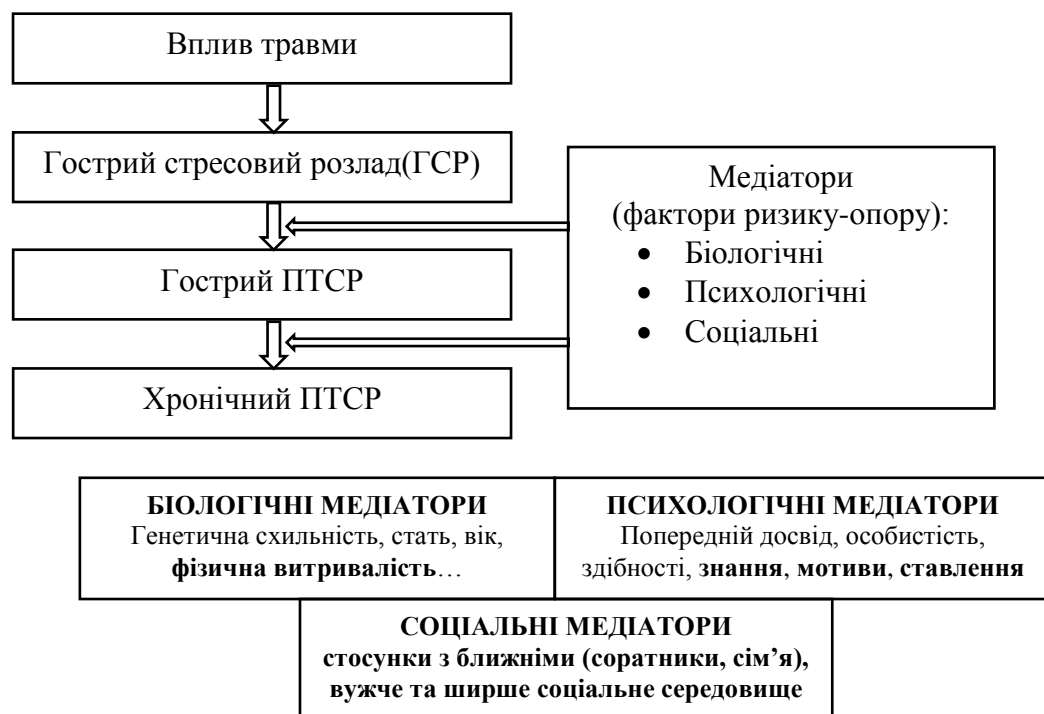 Вплив травми
Гострий стресовий розлад(ГСР)
Гострий ПТСР
Хронічний ПТСР
Медіатори
(фактори ризику-опору):
• Біологічні
• Психологічні
• Соціальні
БІОЛОГІЧНІ МЕДІАТОРИ
Генетична схильність, стать, вік,
фізична витривалість…
ПСИХОЛОГІЧНІ МЕДІАТОРИ
Попередній досвід, особистість,
здібності, знання, мотиви, ставлення
СОЦІАЛЬНІ МЕДІАТОРИ
стосунки з ближніми (соратники, сім’я),
вужче та ширше соціальне середовище